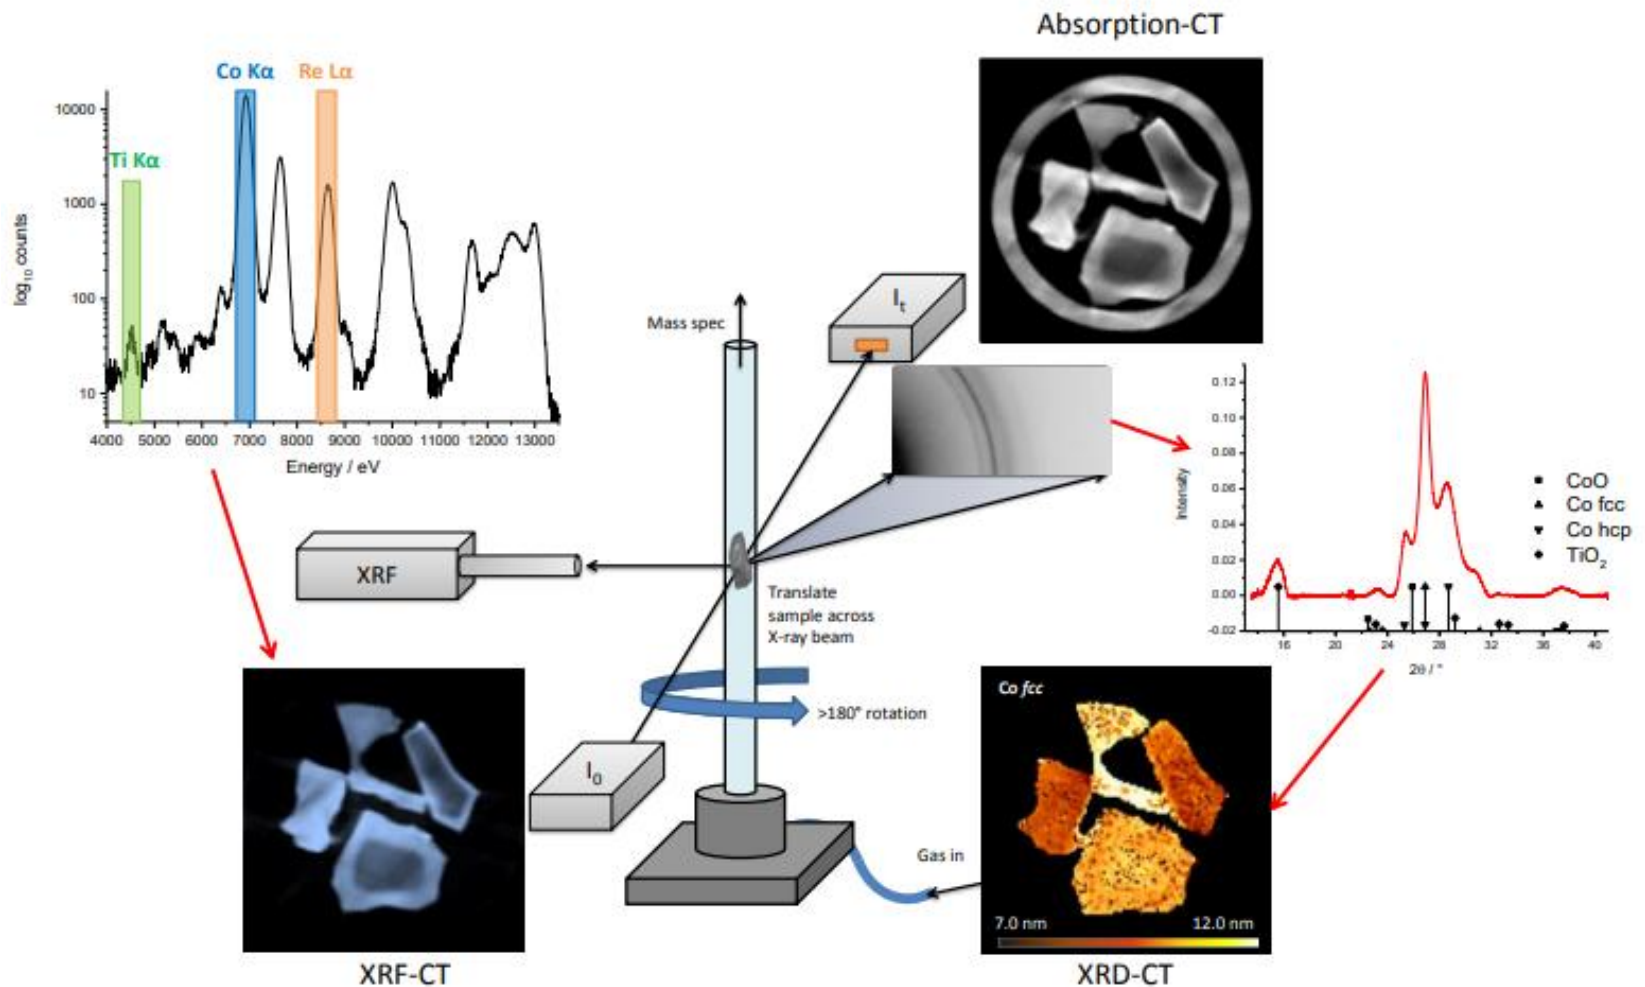 Absorption-CT
Co Kα
Re Lα
Ti Kα
10000
1000
100
10
log₁₀ counts
4000 5000 6000 7000 8000 9000 10000 11000 12000 13000
Energy / eV
Mass spec
Iₜ
XRF
Translate
sample across
X-ray beam
>180° rotation
I₀
Gas in
0.12
0.10
0.08
0.06
0.04
0.02
0.00
-0.02
Intensity
CoO
Co fcc
Co hcp
TiO₂
16 20 24 28 32 36 40
2θ / °
Co fcc
7.0 nm 12.0 nm
XRF-CT
XRD-CT